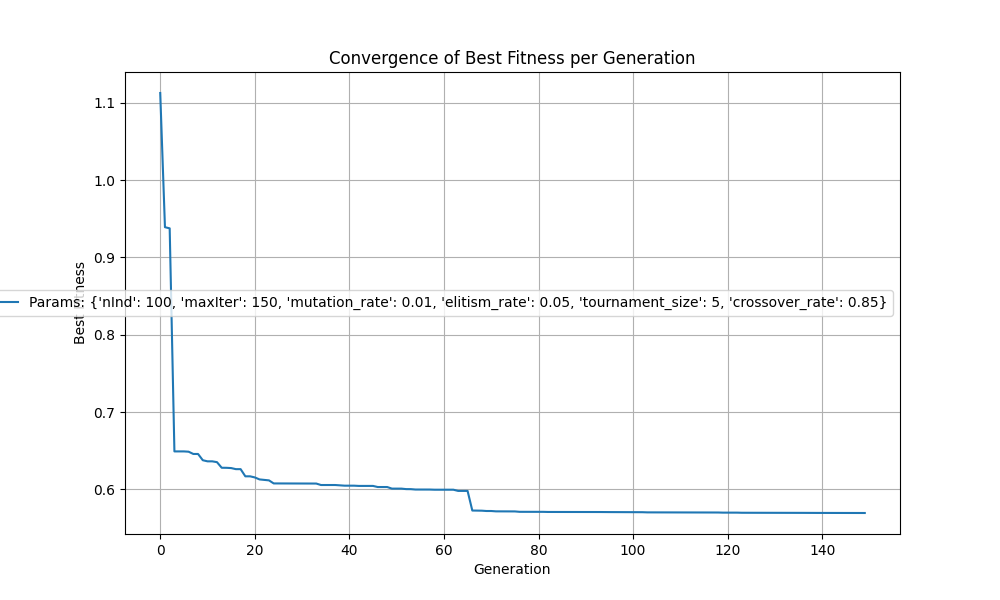 Convergence of Best Fitness per Generation
1.1
1.0
0.9
0.8
0.7
0.6
Best
Params: {'nInd': 100, 'maxIter': 150, 'mutation_rate': 0.01, 'elitism_rate': 0.05, 'tournament_size': 5, 'crossover_rate': 0.85}
0 20 40 60 80 100 120 140
Generation